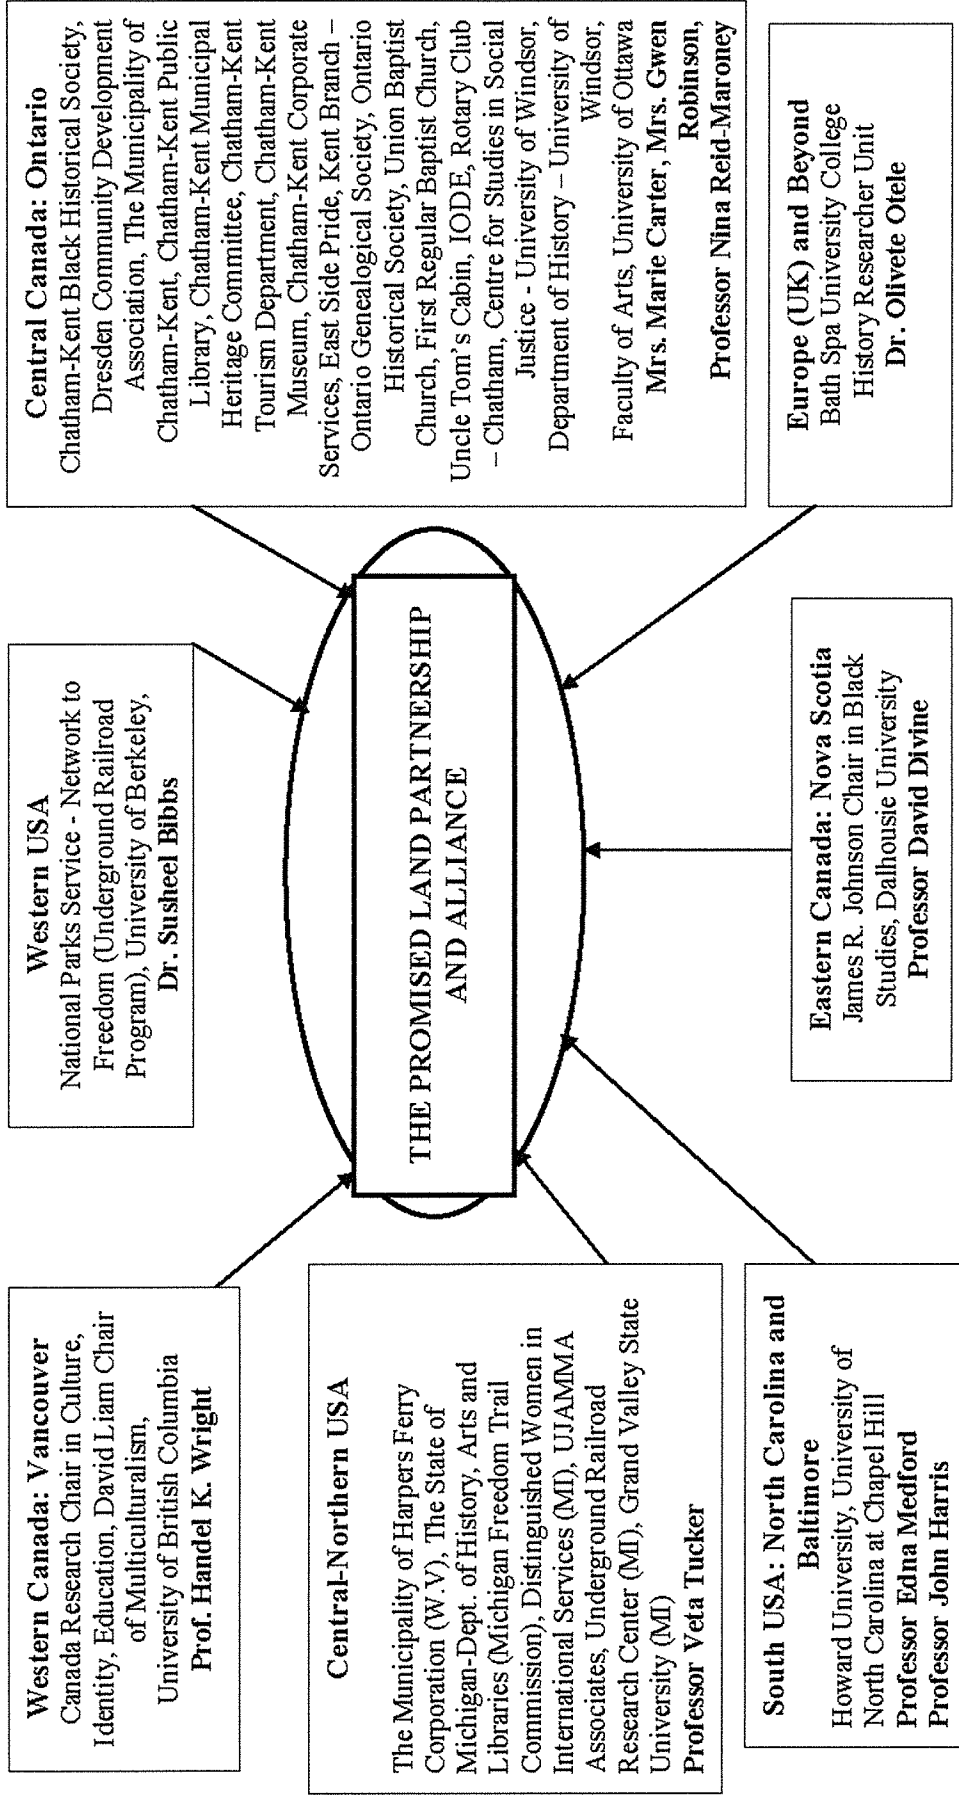 Western Canada: Vancouver
Canada Research Chair in Culture,
Identity, Education, David Liam Chair
of Multiculturalism,
University of British Columbia
Prof. Handel K. Wright
Western USA
National Parks Service - Network to
Freedom (Underground Railroad
Program), University of Berkeley,
Dr. Susheel Bibbs
Central Canada: Ontario
Chatham-Kent Black Historical Society,
Dresden Community Development
Association, The Municipality of
Chatham-Kent, Chatham-Kent Public
Library, Chatham-Kent Municipal
Heritage Committee, Chatham-Kent
Tourism Department, Chatham-Kent
Museum, Chatham-Kent Corporate
Services, East Side Pride, Kent Branch –
Ontario Genealogical Society, Ontario
Historical Society, Union Baptist
Church, First Regular Baptist Church,
Uncle Tom's Cabin, IODE, Rotary Club
– Chatham, Centre for Studies in Social
Justice - University of Windsor,
Department of History – University of
Windsor,
Faculty of Arts, University of Ottawa
Mrs. Marie Carter, Mrs. Gwen
Robinson,
Professor Nina Reid-Maroney
THE PROMISED LAND PARTNERSHIP
AND ALLIANCE
Central-Northern USA
The Municipality of Harpers Ferry
Corporation (W.V), The State of
Michigan-Dept. of History, Arts and
Libraries (Michigan Freedom Trail
Commission), Distinguished Women in
International Services (MI), UJAMMA
Associates, Underground Railroad
Research Center (MI), Grand Valley State
University (MI)
Professor Veta Tucker
South USA: North Carolina and
Baltimore
Howard University, University of
North Carolina at Chapel Hill
Professor Edna Medford
Professor John Harris
Eastern Canada: Nova Scotia
James R. Johnson Chair in Black
Studies, Dalhousie University
Professor David Divine
Europe (UK) and Beyond
Bath Spa University College
History Researcher Unit
Dr. Olivete Otele